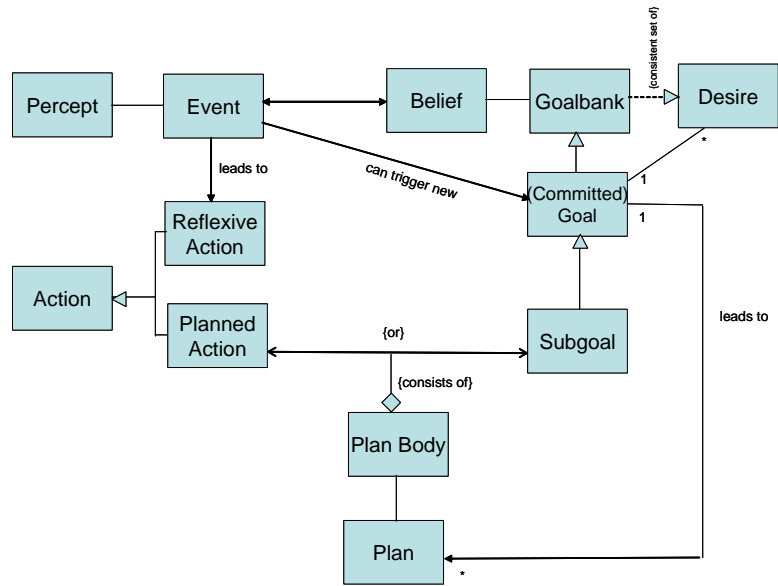 {consistent set of}
Percept
Event
Belief
Goalbank
Desire
leads to
can trigger new
*
1
(Committed)
Goal
1
Reflexive
Action
Action
Planned
Action
{or}
Subgoal
leads to
{consists of}
Plan Body
Plan
*